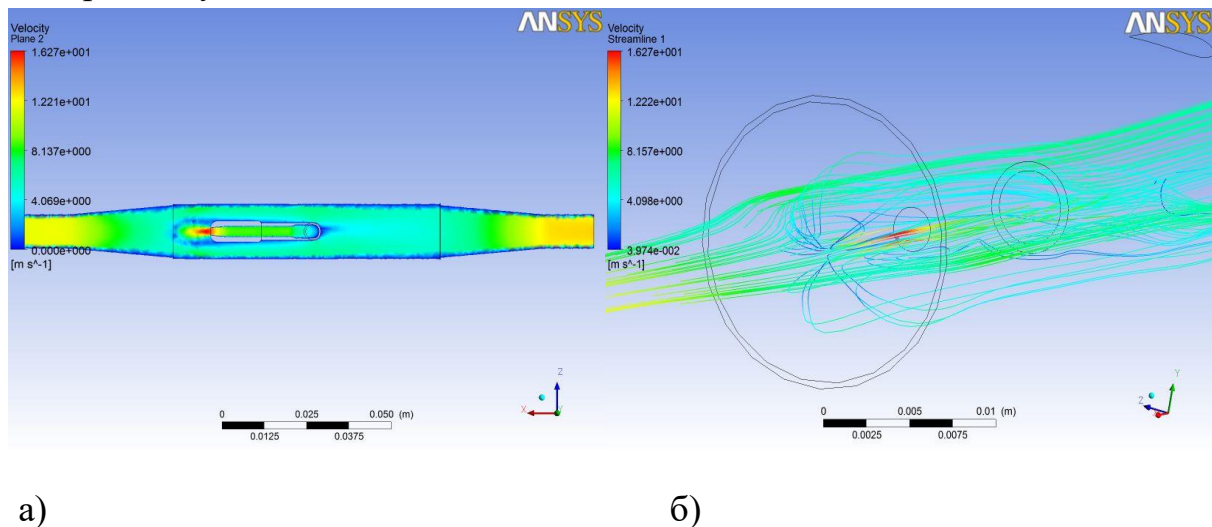 ANSYS
Velocity
Plane 2
1.627e+001
1.221e+001
8.137e+000
4.069e+000
0.000e+000
[m s^-1]
Z
X
Y
0 0.025 0.050 (m)
0.0125 0.0375
ANSYS
Velocity
Streamline 1
1.627e+001
1.222e+001
8.157e+000
4.098e+000
3.974e-002
[m s^-1]
Y
Z
X
0 0.005 0.01 (m)
0.0025 0.0075
а) б)